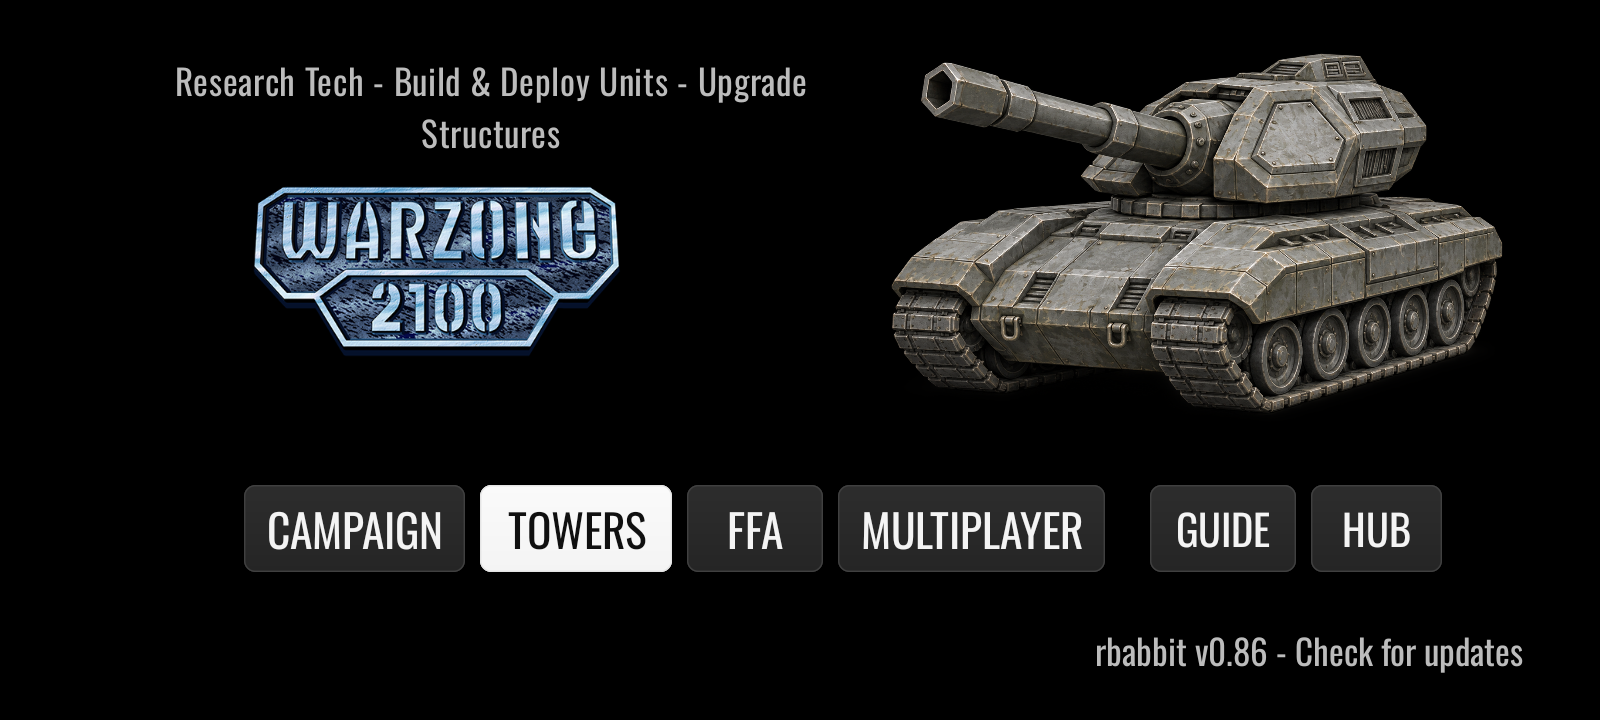 Research Tech - Build & Deploy Units - Upgrade
Structures
WARZONE
2100
CAMPAIGN
TOWERS
FFA
MULTIPLAYER
GUIDE
HUB
rbabbit v0.86 - Check for updates